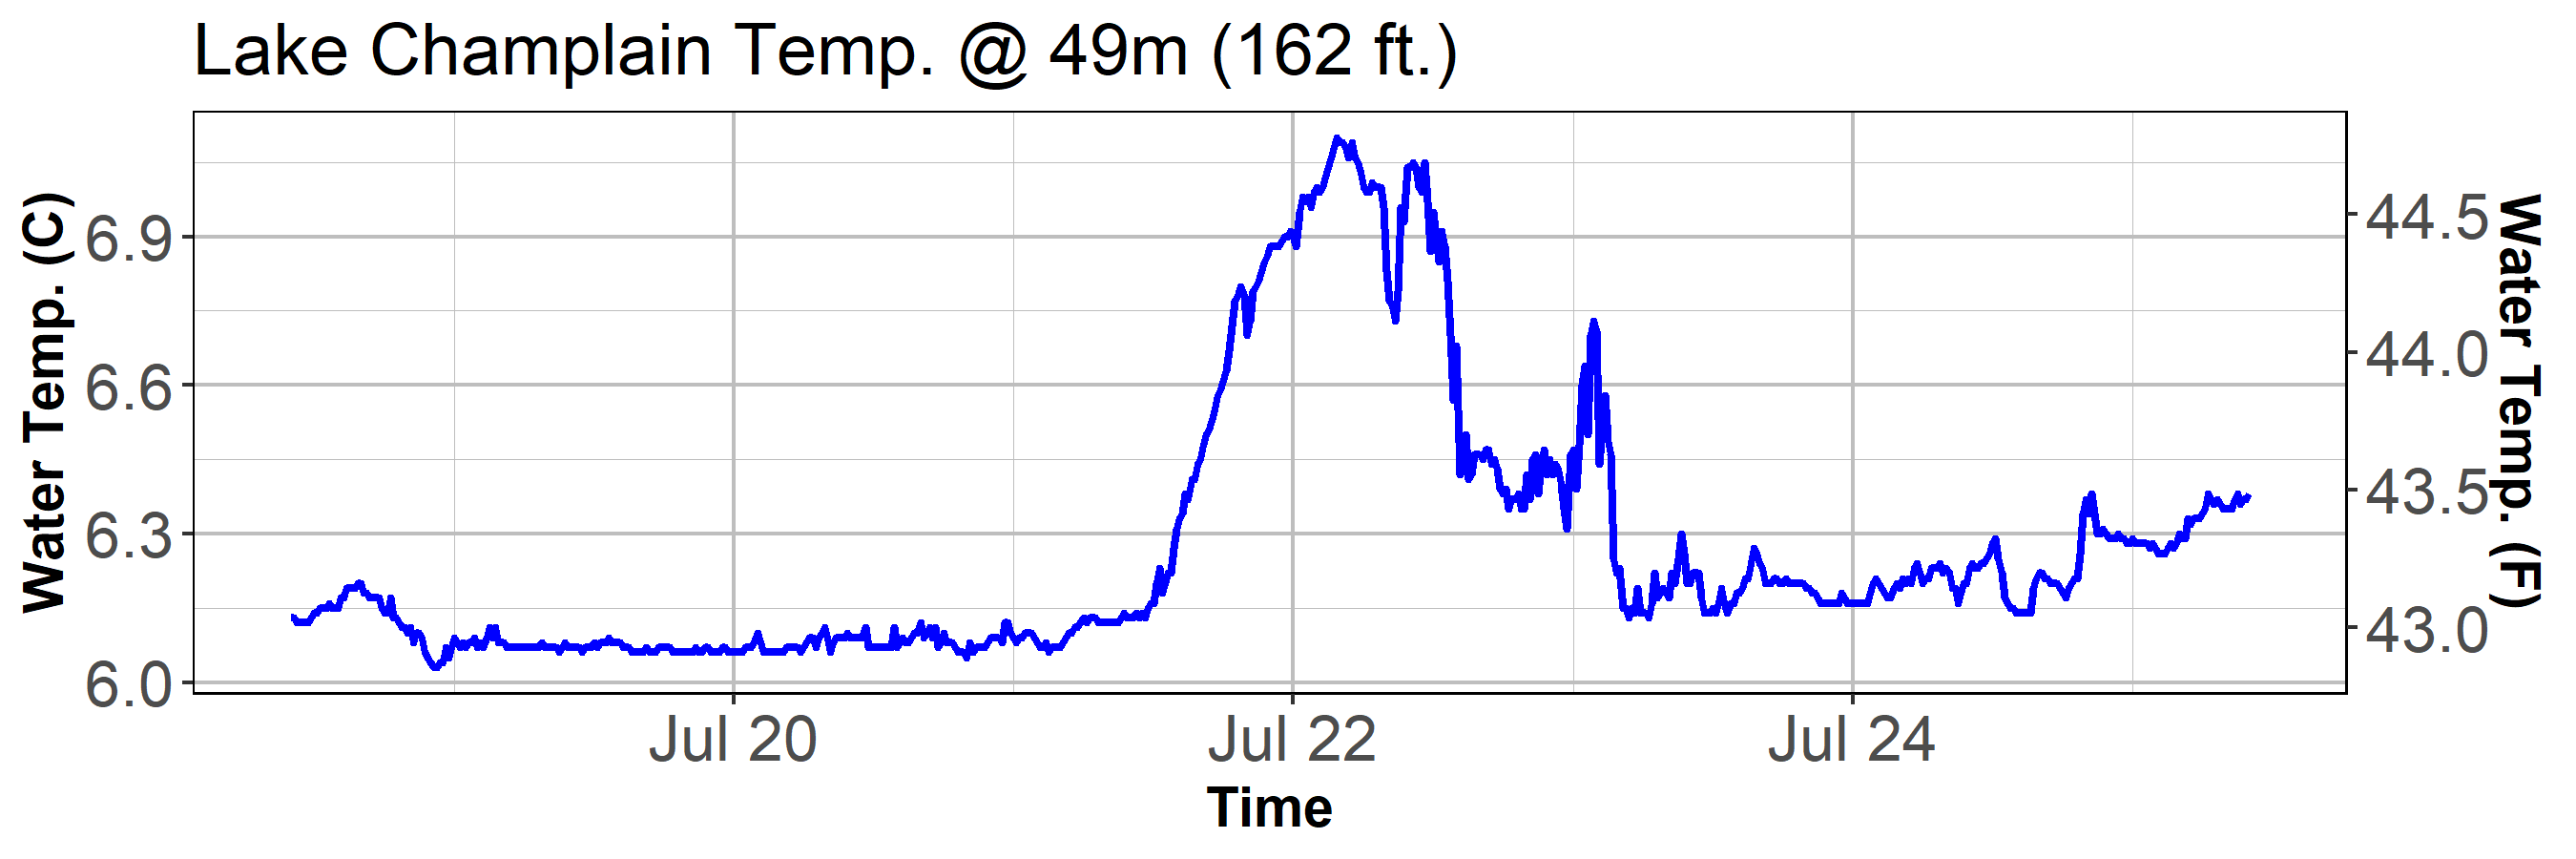 Lake Champlain Temp. @ 49m (162 ft.)
Water Temp. (C)
6.9
6.6
6.3
6.0
44.5
44.0
43.5
43.0
Water Temp. (F)
Jul 20
Jul 22
Jul 24
Time